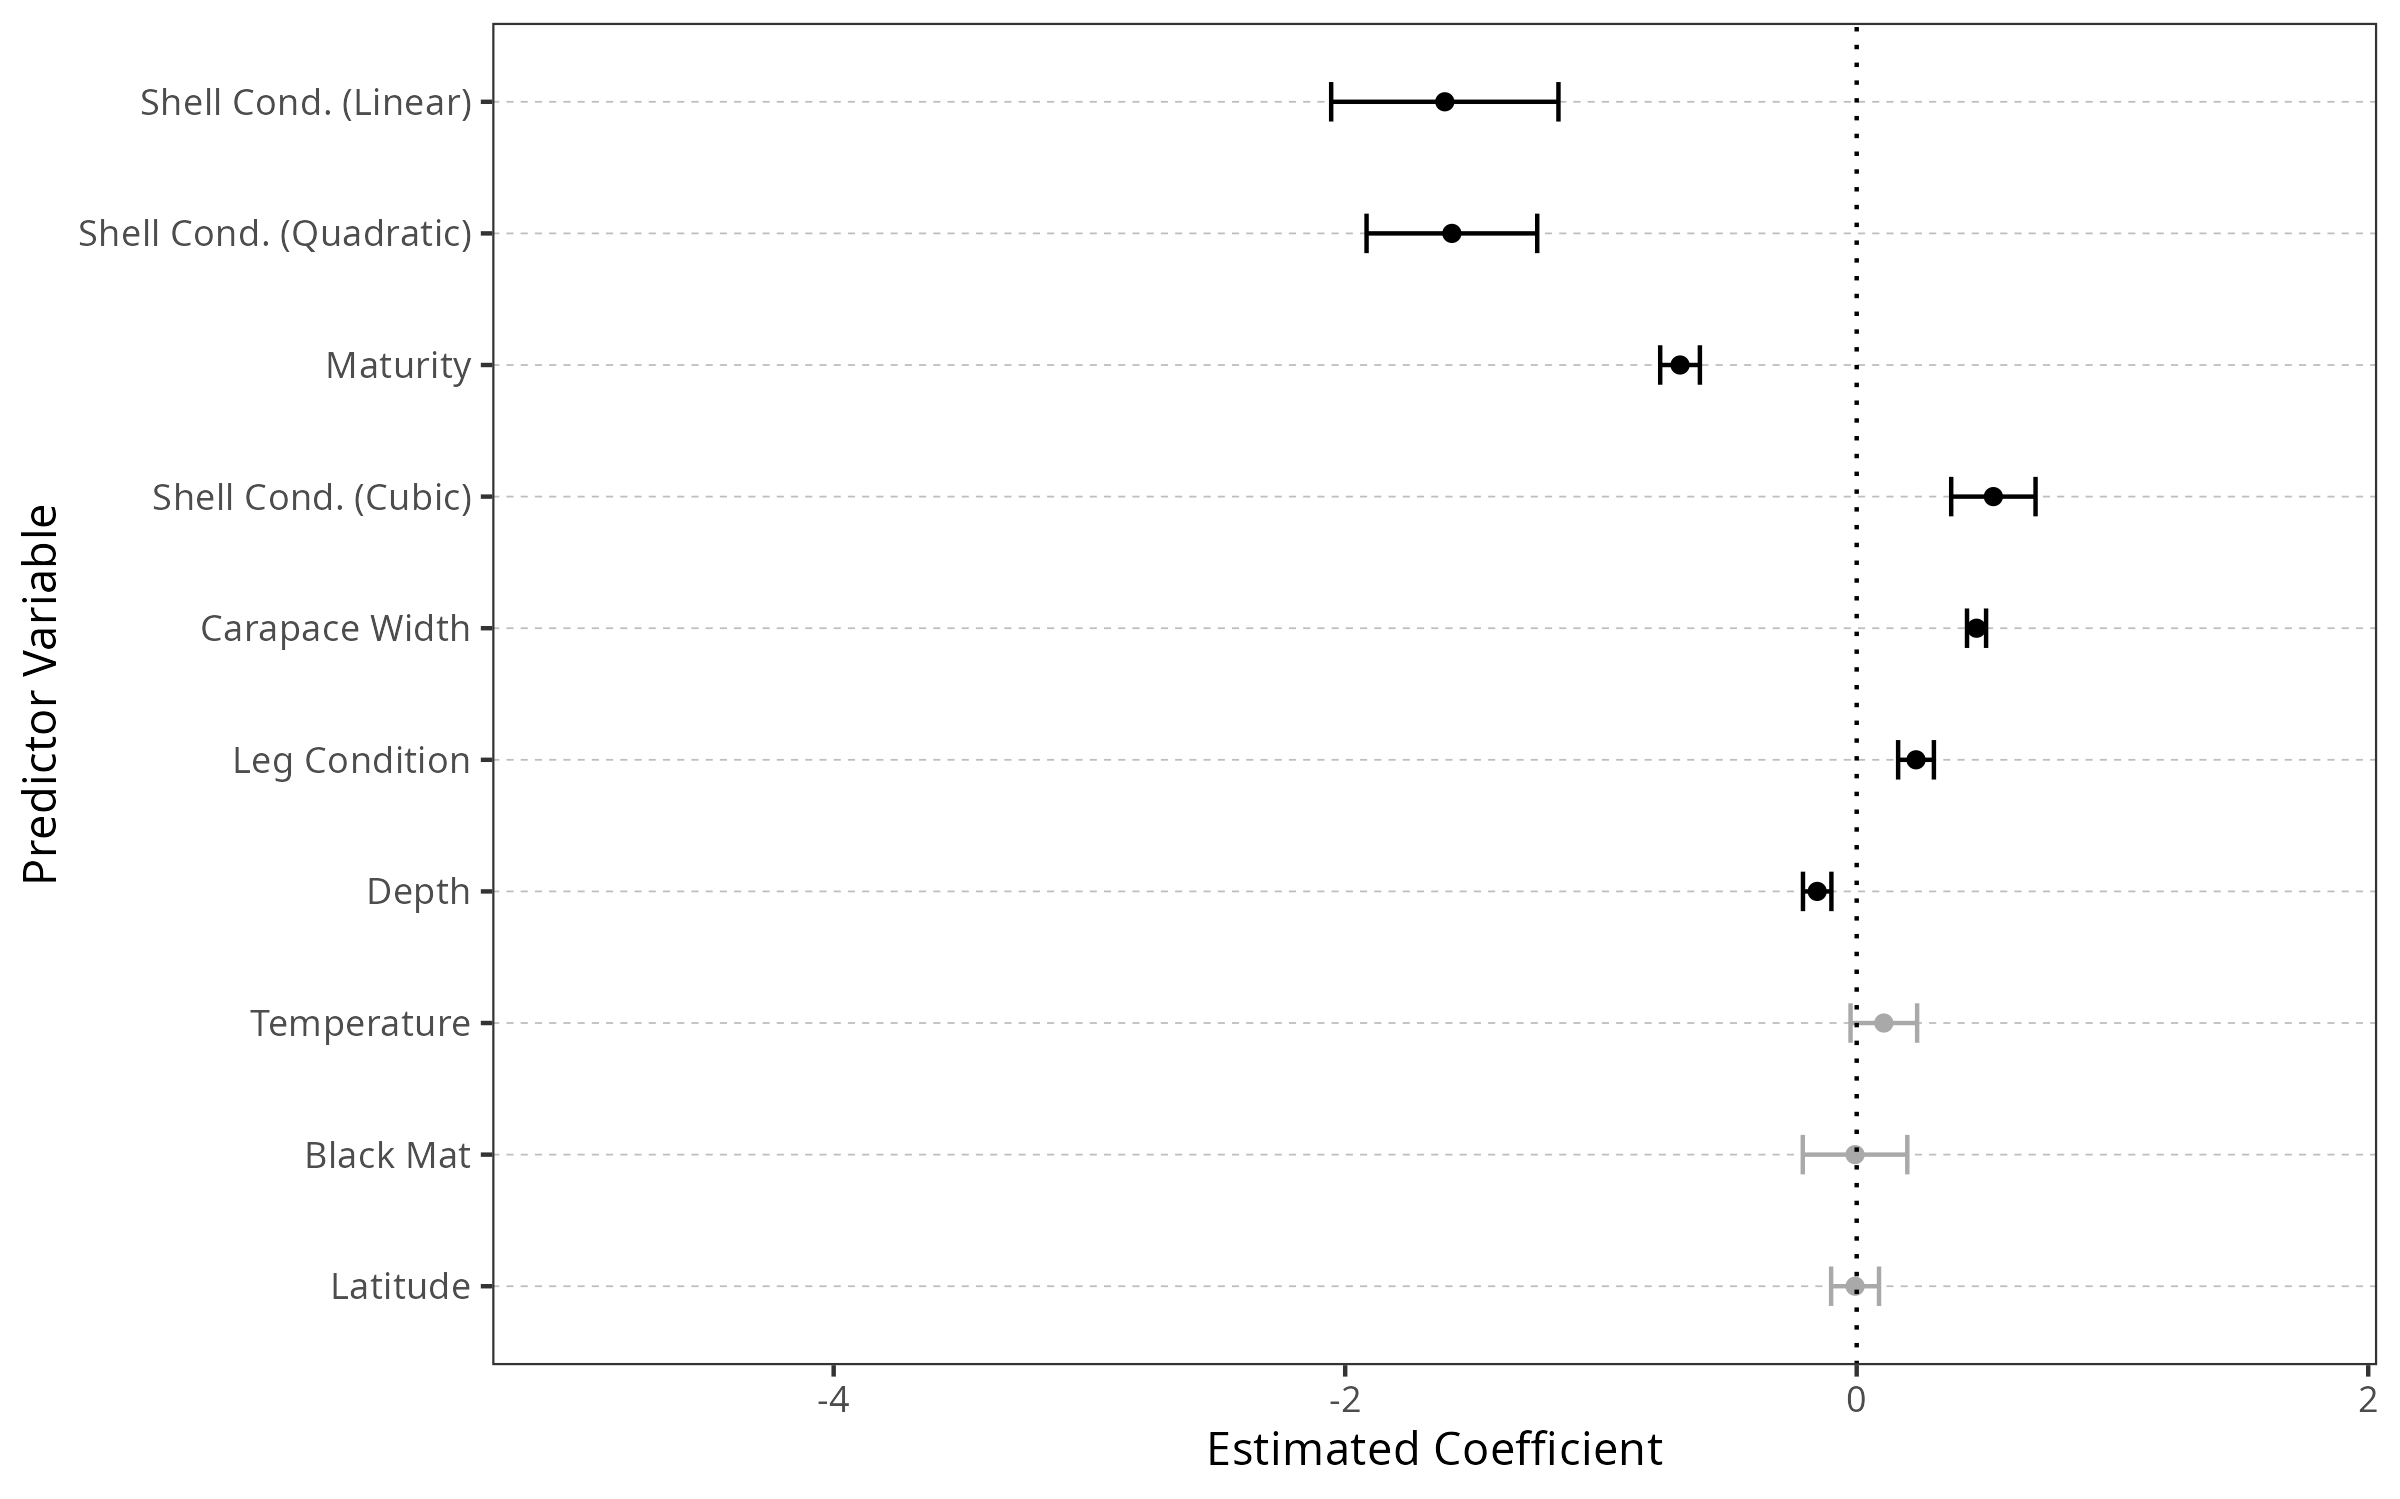 Predictor Variable
Shell Cond. (Linear)
Shell Cond. (Quadratic)
Maturity
Shell Cond. (Cubic)
Carapace Width
Leg Condition
Depth
Temperature
Black Mat
Latitude
-4 -2 0 2
Estimated Coefficient